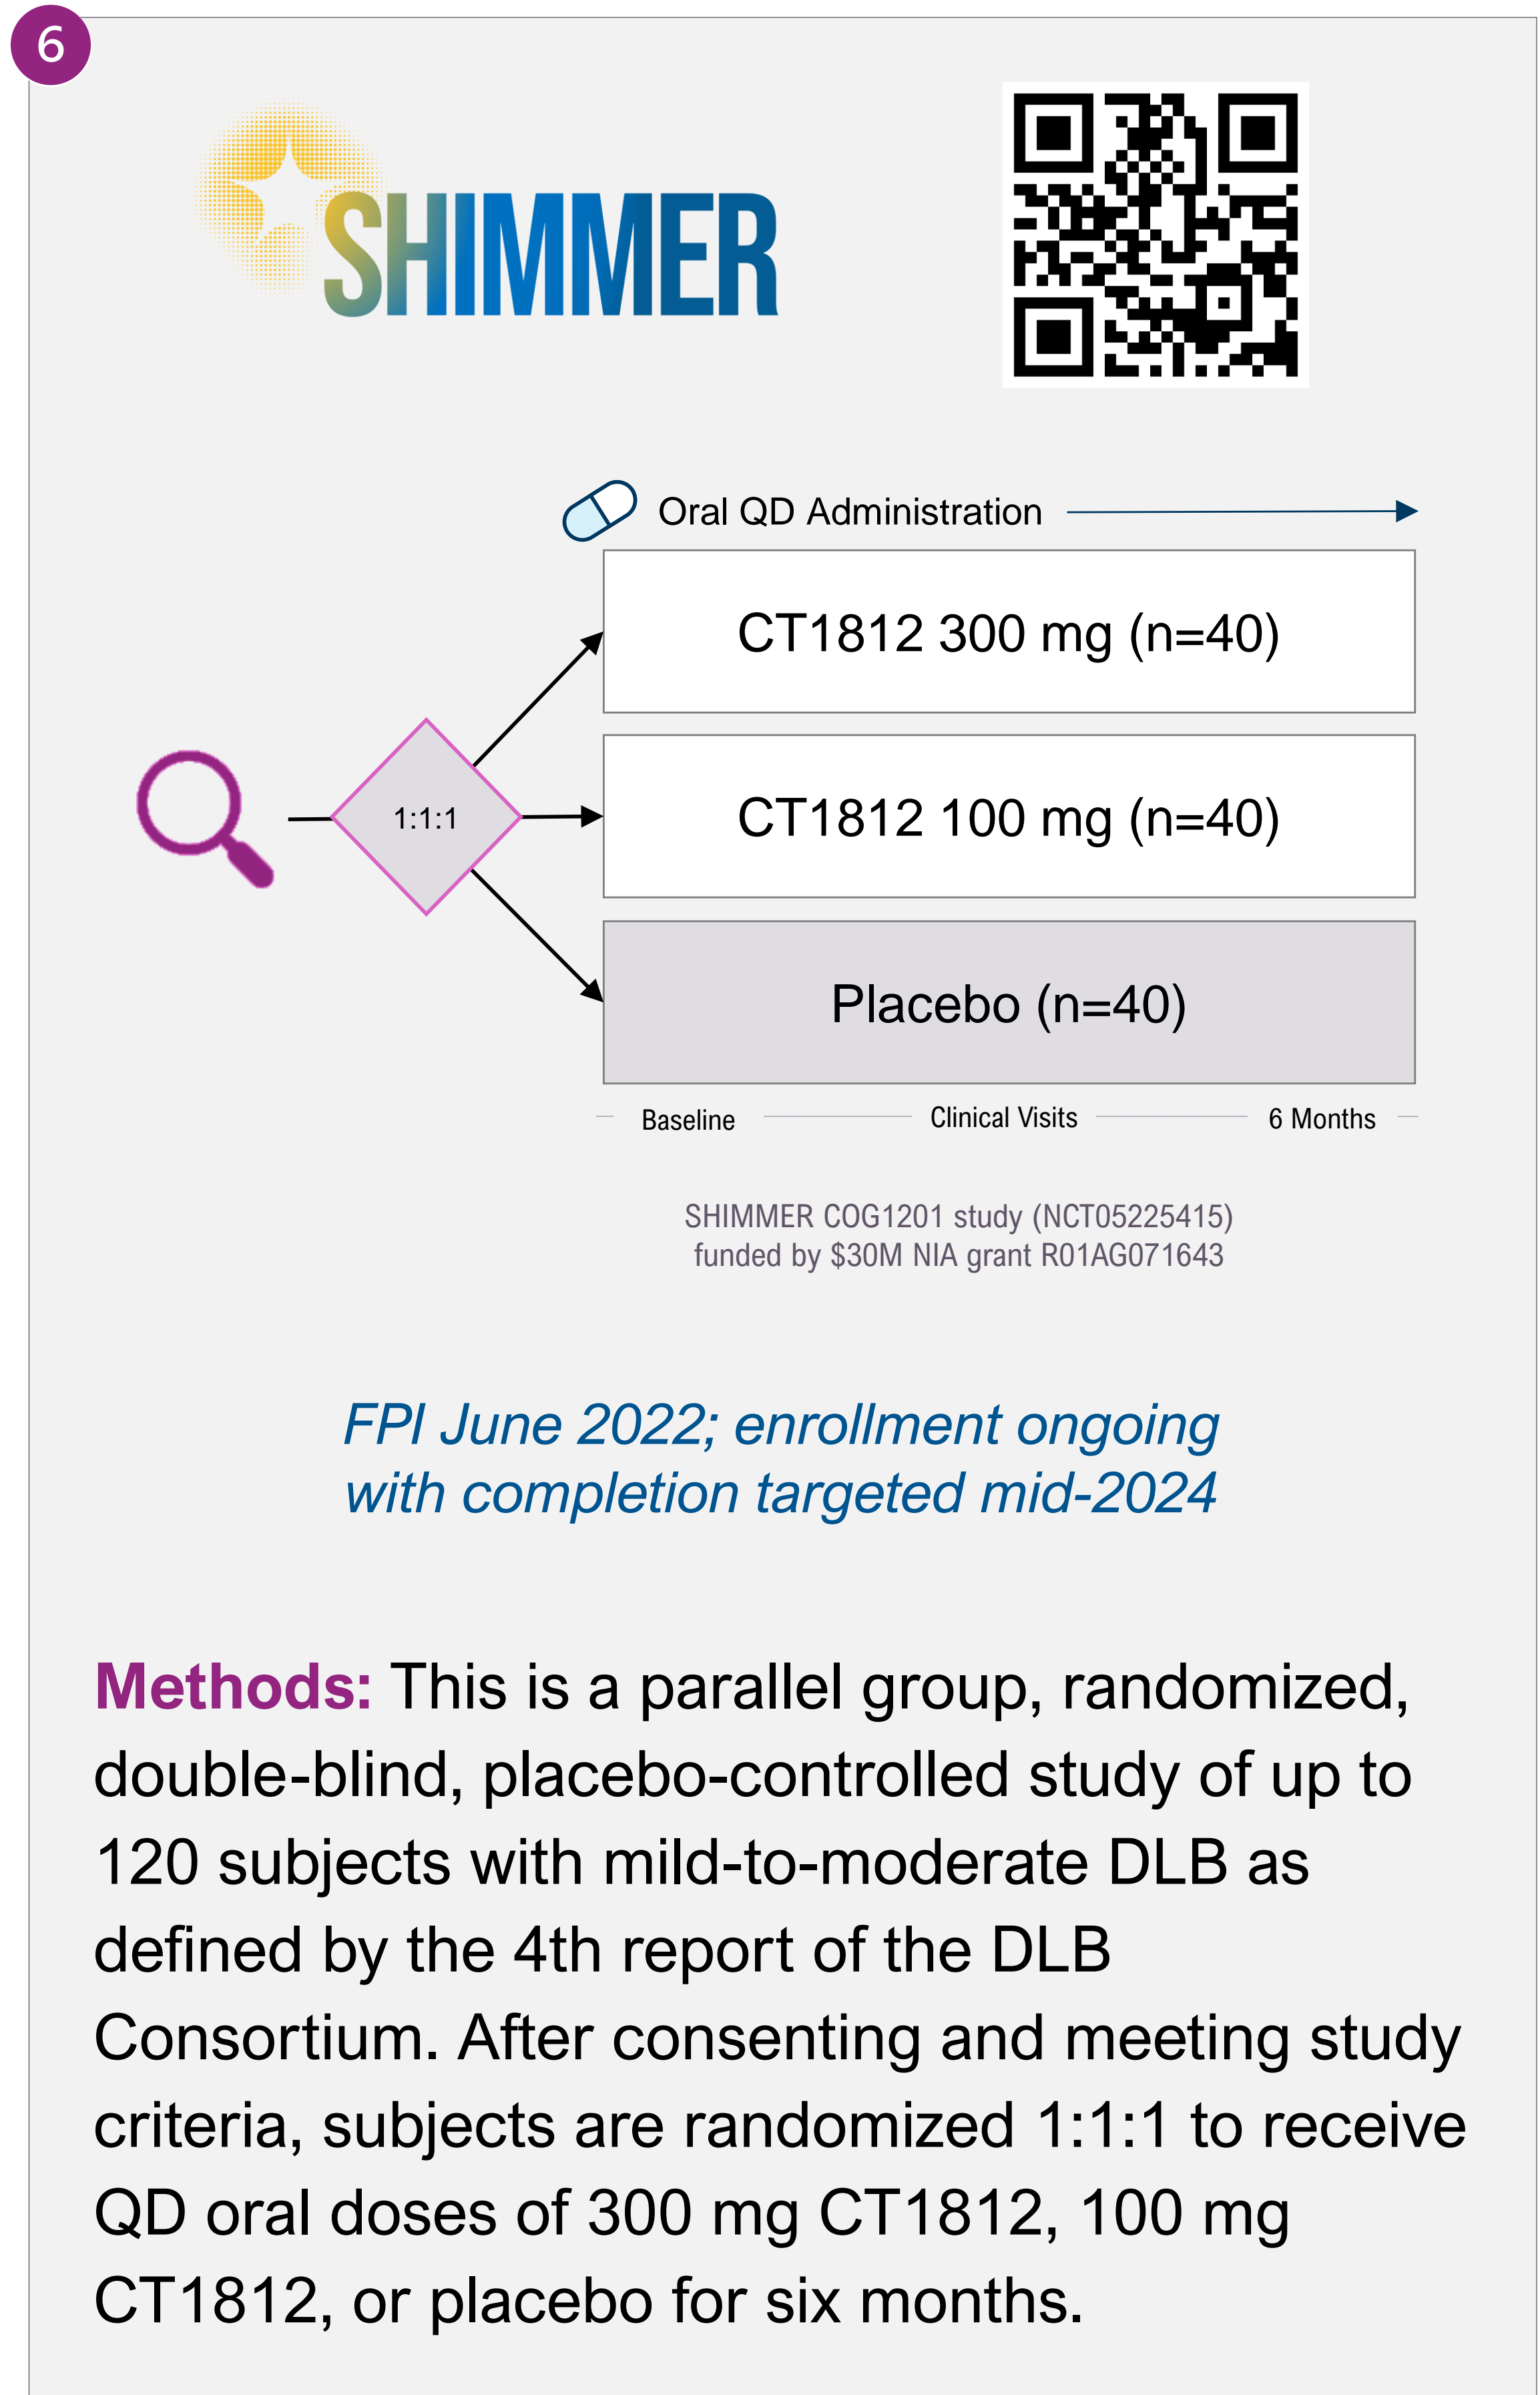 6
SHIMMER
Oral QD Administration
CT1812 300 mg (n=40)
1:1:1
CT1812 100 mg (n=40)
Placebo (n=40)
Baseline Clinical Visits 6 Months
SHIMMER COG1201 study (NCT05225415)
funded by $30M NIA grant R01AG071643
FPI June 2022; enrollment ongoing
with completion targeted mid-2024
Methods: This is a parallel group, randomized,
double-blind, placebo-controlled study of up to
120 subjects with mild-to-moderate DLB as
defined by the 4th report of the DLB
Consortium. After consenting and meeting study
criteria, subjects are randomized 1:1:1 to receive
QD oral doses of 300 mg CT1812, 100 mg
CT1812, or placebo for six months.